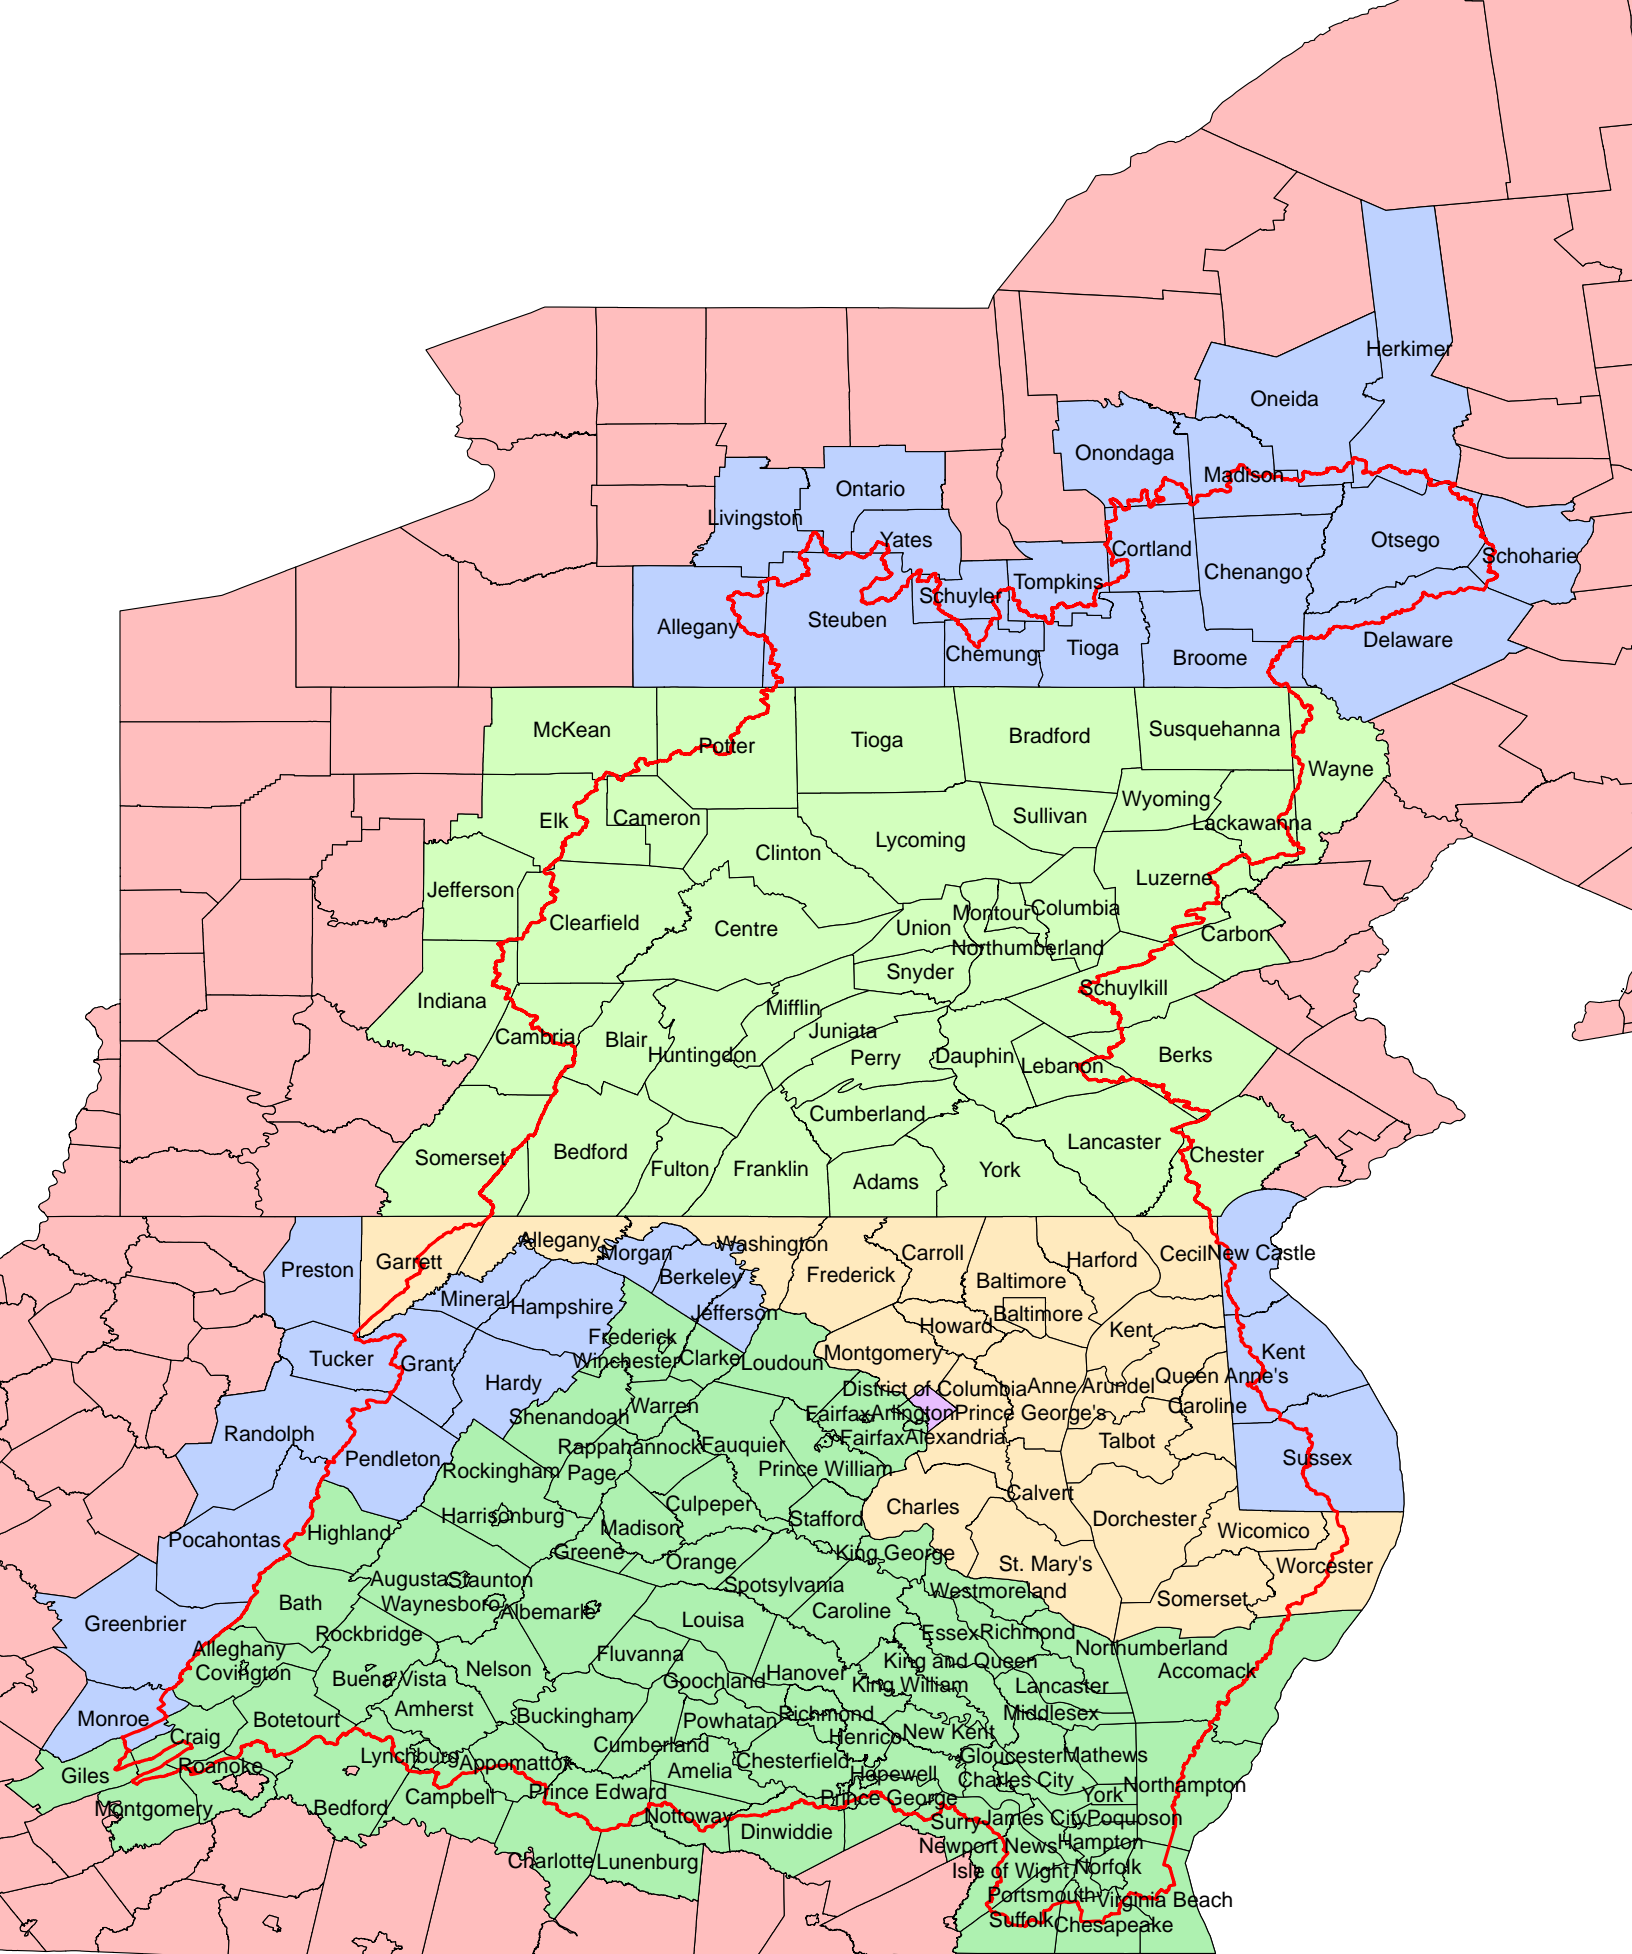 Herkimer
Oneida
Onondaga
Madison
Ontario
Livingston
Yates
Otsego
Cortland
Schoharie
Chenango
Tompkins
Schuyler
Steuben
Allegany
Delaware
Tioga
Chemung
Broome
McKean
Susquehanna
Bradford
Tioga
Potter
Wayne
Wyoming
Sullivan
Cameron
Elk
Lackawanna
Lycoming
Clinton
Luzerne
Jefferson
Columbia
Montour
Clearfield
Centre
Union
Carbon
Northumberland
Snyder
Schuylkill
Indiana
Mifflin
Juniata
Cambria
Blair
Huntingdon
Perry
Dauphin
Berks
Lebanon
Cumberland
Lancaster
Bedford
Chester
Somerset
Fulton
Franklin
York
Adams
Allegany
Washington
Morgan
Carroll
Cecil
New Castle
Harford
Garrett
Preston
Berkeley
Frederick
Baltimore
Mineral
Hampshire
Jefferson
Baltimore
Howard
Kent
Frederick
Kent
Montgomery
Tucker
Winchester
Clarke
Loudoun
Grant
Queen Anne's
Hardy
District of Columbia
Anne Arundel
Warren
Caroline
Shenandoah
Fairfax
Arlington
Prince George's
Randolph
Fairfax
Alexandria
Talbot
Rappahannock
Fauquier
Pendleton
Sussex
Rockingham
Page
Prince William
Calvert
Culpeper
Charles
Harrisonburg
Stafford
Dorchester
Madison
Wicomico
Highland
Pocahontas
Greene
King George
Orange
St. Mary's
Worcester
Augusta
Staunton
Spotsylvania
Westmoreland
Bath
Waynesboro
Albemarle
Caroline
Somerset
Louisa
Greenbrier
Rockbridge
Essex
Richmond
Alleghany
Northumberland
Fluvanna
King and Queen
Covington
Nelson
Hanover
Accomack
Buena Vista
Goochland
King William
Lancaster
Amherst
Middlesex
Monroe
Botetourt
Buckingham
Powhatan
Richmond
New Kent
Craig
Cumberland
Henrico
Gloucester
Mathews
Lynchburg
Appomattox
Chesterfield
Roanoke
Amelia
Hopewell
Charles City
Giles
Northampton
Prince Edward
York
Campbell
Prince George
Montgomery
Bedford
Nottoway
James City
Poquoson
Surry
Dinwiddie
Newport News
Hampton
Charlotte
Lunenburg
Isle of Wight
Norfolk
Portsmouth
Virginia Beach
Suffolk
Chesapeake